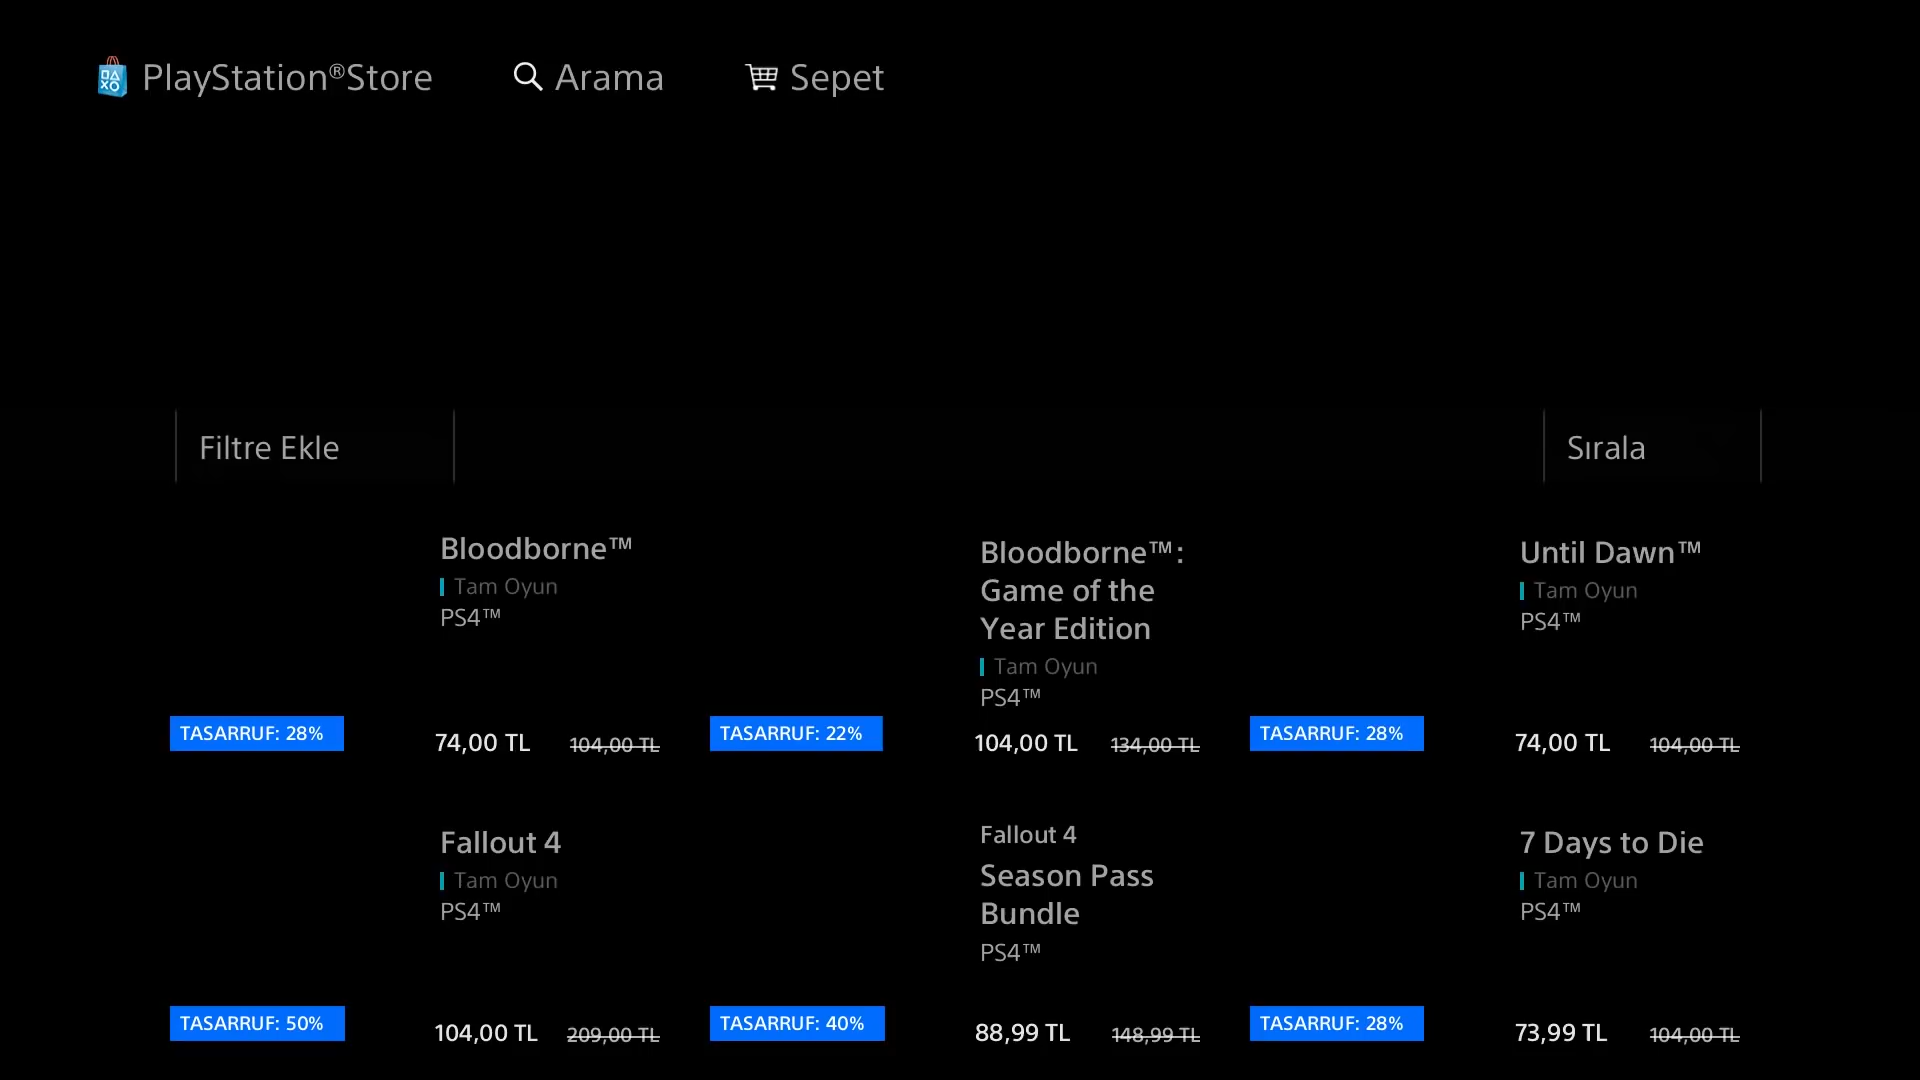 PlayStation®Store
Arama
Sepet
Filtre Ekle
Sırala
Bloodborne™
Tam Oyun
PS4™
TASARRUF: 28%
74,00 TL
104,00 TL
Bloodborne™:
Game of the
Year Edition
Tam Oyun
PS4™
TASARRUF: 22%
104,00 TL
134,00 TL
Until Dawn™
Tam Oyun
PS4™
TASARRUF: 28%
74,00 TL
104,00 TL
Fallout 4
Tam Oyun
PS4™
TASARRUF: 50%
104,00 TL
209,00 TL
Fallout 4
Season Pass
Bundle
PS4™
TASARRUF: 40%
88,99 TL
148,99 TL
7 Days to Die
Tam Oyun
PS4™
TASARRUF: 28%
73,99 TL
104,00 TL